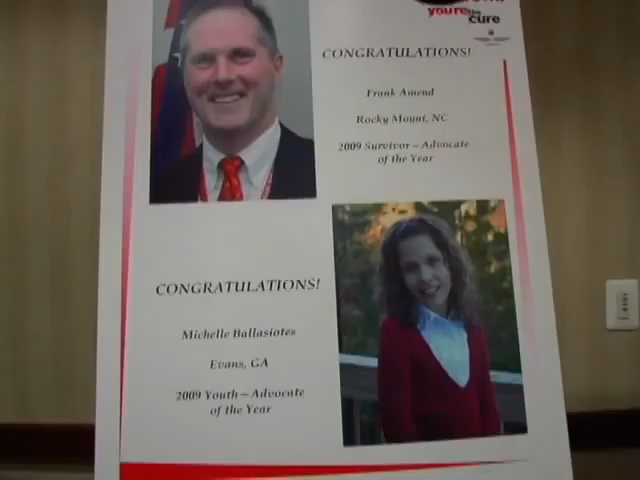 you're the
cure
CONGRATULATIONS!
Frank Amend
Rocky Mount, NC
2009 Survivor – Advocate
of the Year
CONGRATULATIONS!
Michelle Ballasiotes
Evans, GA
2009 Youth – Advocate
of the Year